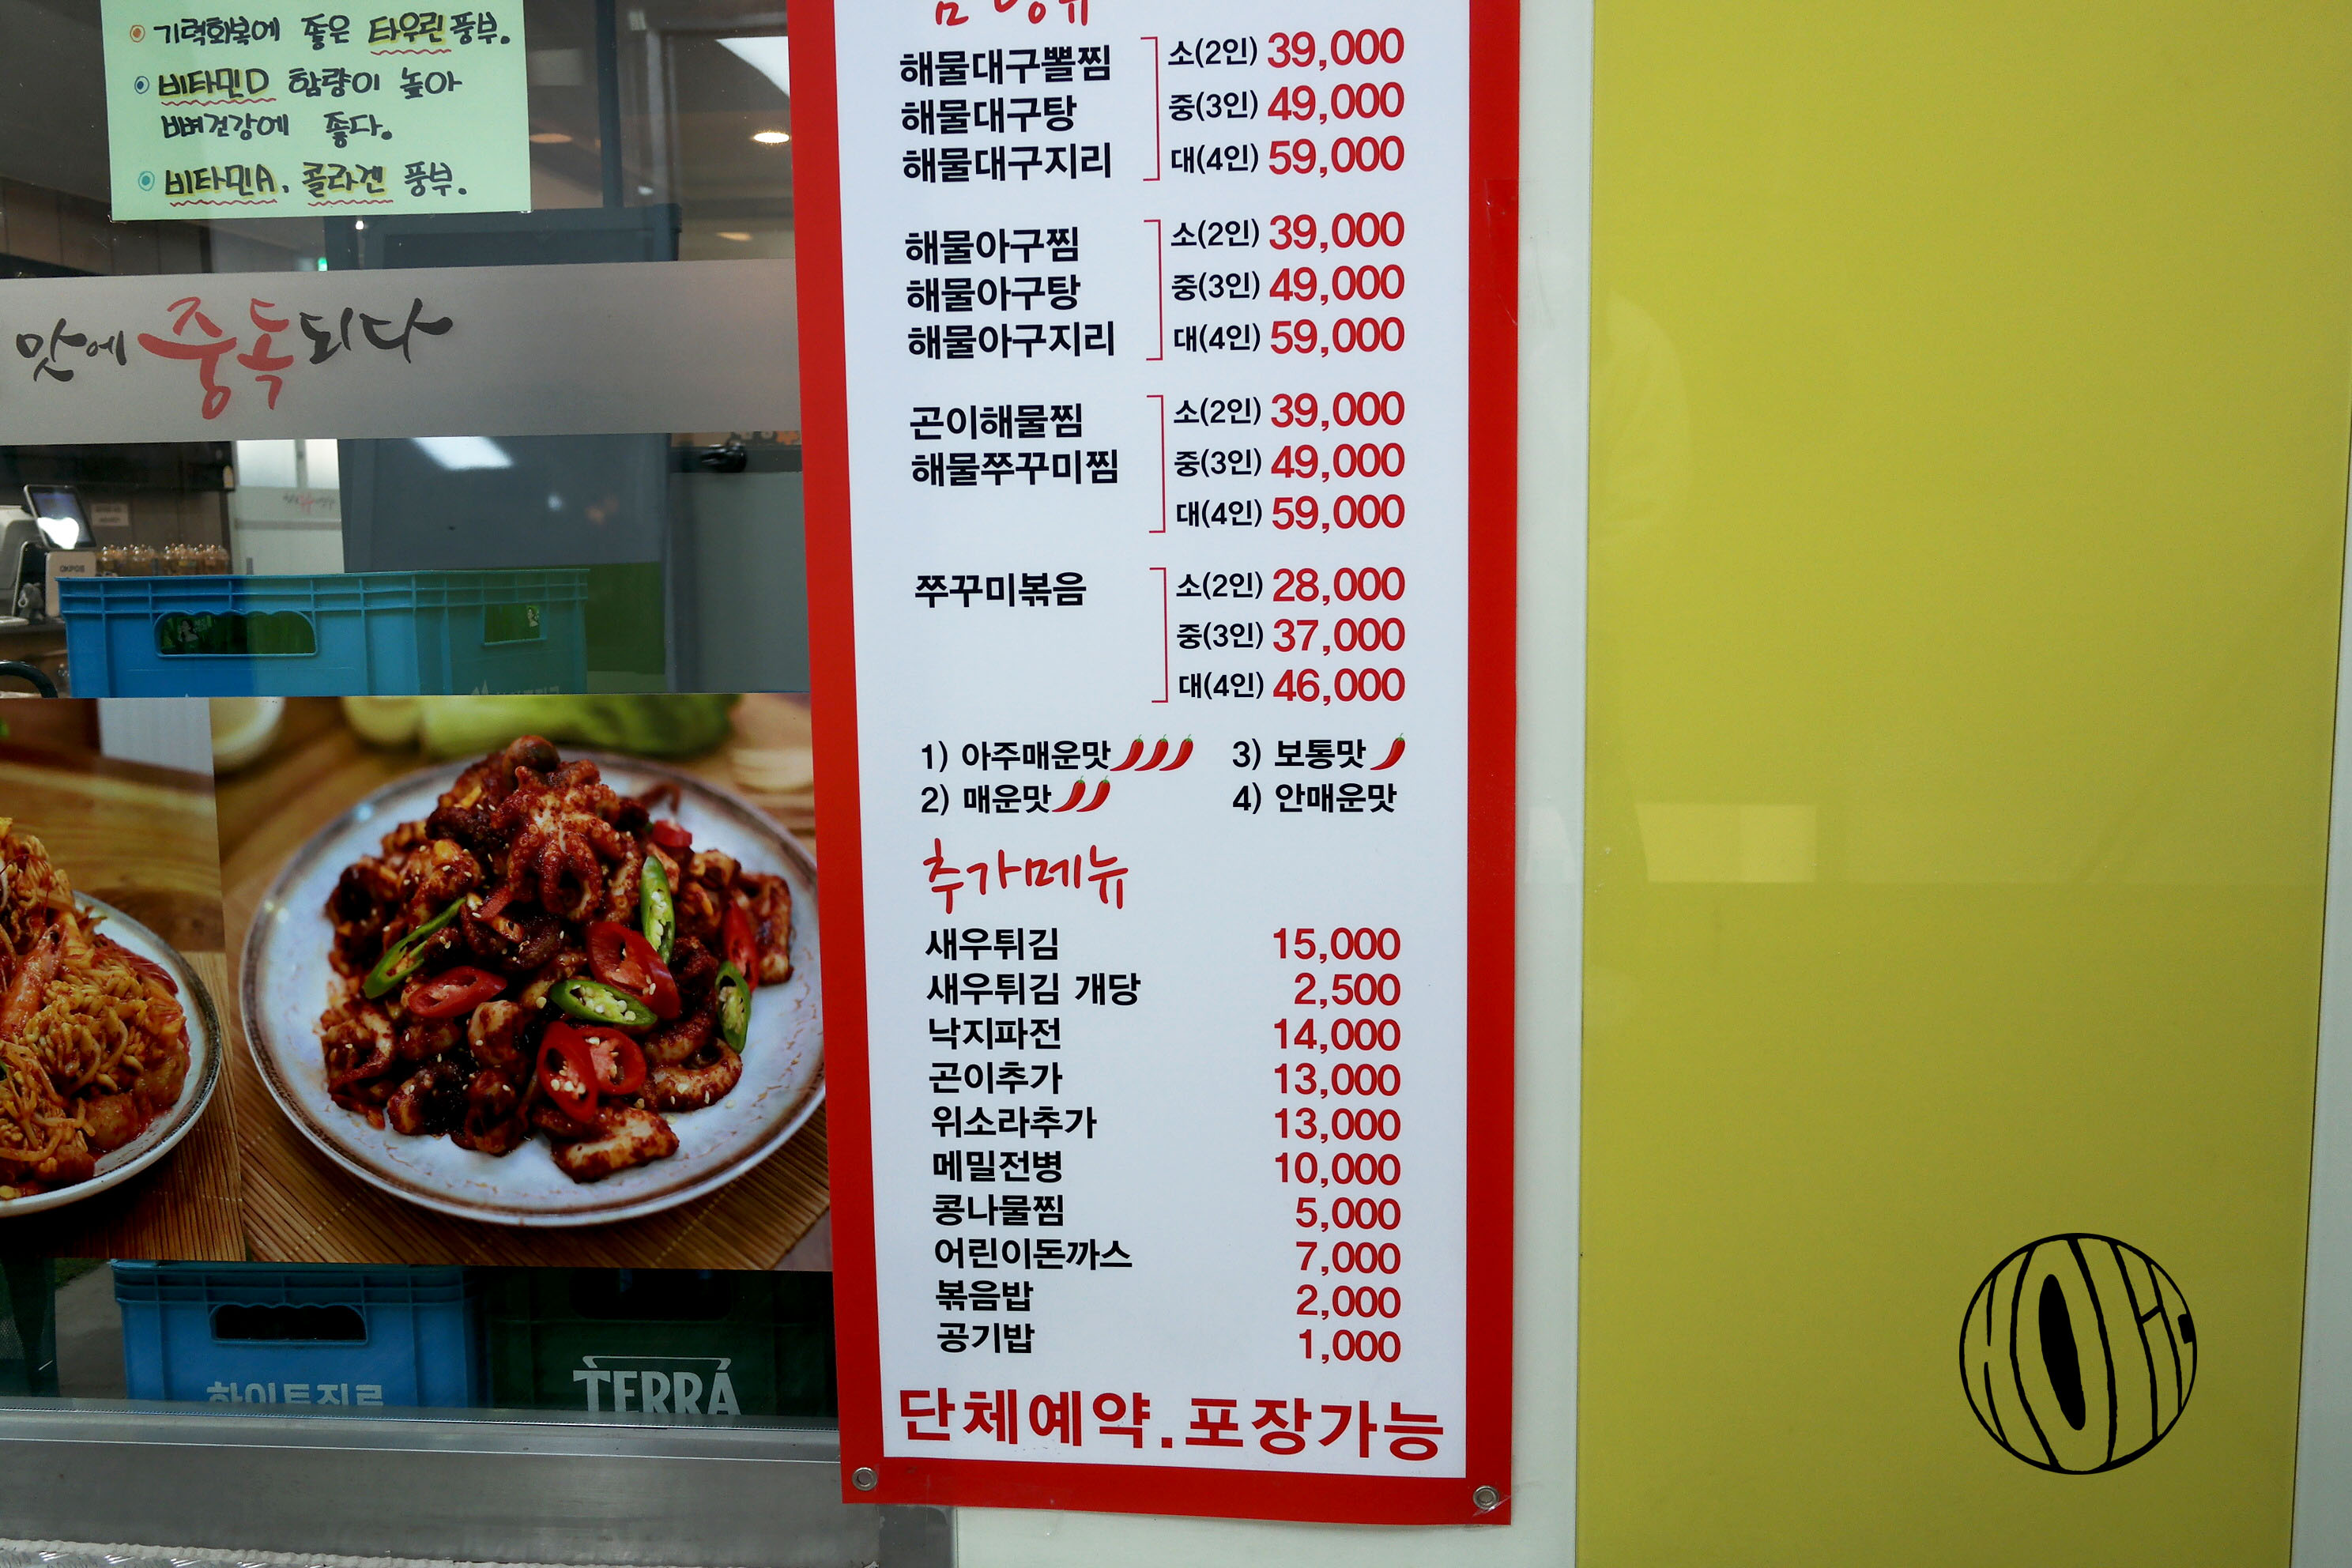 기력회복에 좋은 타우린 풍부.
비타민D 함량이 높아
뼈건강에 좋다.
비타민A. 콜라겐 풍부.
맛에 중독되다
OKPOS
하이트진로
TERRA
해물대구뽈찜
해물대구탕
해물대구지리
소(2인) 39,000
중(3인) 49,000
대(4인) 59,000
해물아구찜
해물아구탕
해물아구지리
소(2인) 39,000
중(3인) 49,000
대(4인) 59,000
곤이해물찜
해물쭈꾸미찜
소(2인) 39,000
중(3인) 49,000
대(4인) 59,000
쭈꾸미볶음
소(2인) 28,000
중(3인) 37,000
대(4인) 46,000
1) 아주매운맛 3) 보통맛
2) 매운맛 4) 안매운맛
추가메뉴
새우튀김 15,000
새우튀김 개당 2,500
낙지파전 14,000
곤이추가 13,000
위소라추가 13,000
메밀전병 10,000
콩나물찜 5,000
어린이돈까스 7,000
볶음밥 2,000
공기밥 1,000
단체예약.포장가능
HOLIC